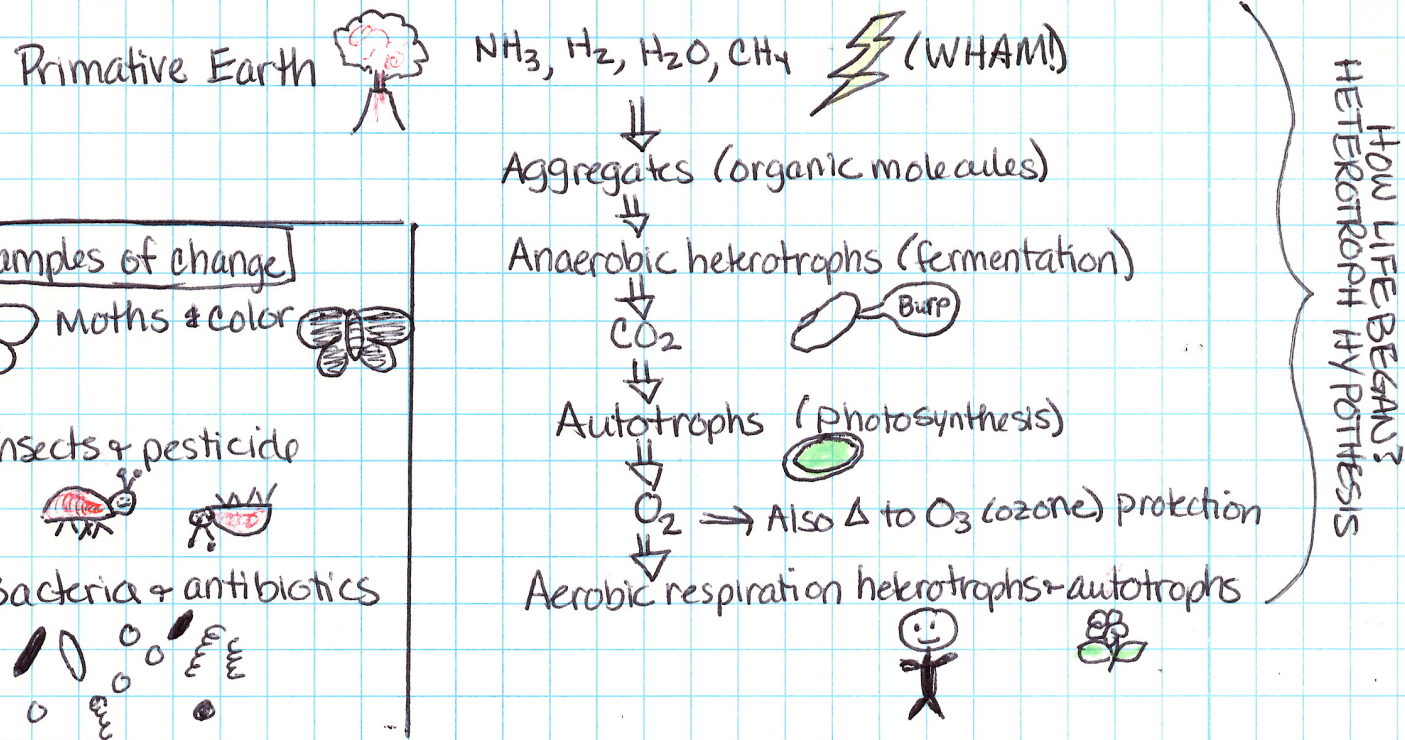 Primative Earth
NH3, H2, H2O, CH4 (WHAM!)
Aggregates (organic molecules)
Anaerobic heterotrophs (fermentation)
Burp
CO2
Autotrophs (photosynthesis)
O2 ⇒ Also Δ to O3 (ozone) protection
Aerobic respiration heterotrophs & autotrophs
HOW LIFE BEGAN?
HETEROTROPH HYPOTHESIS
amples of change
Moths & color
nsects & pesticide
Bacteria & antibiotics